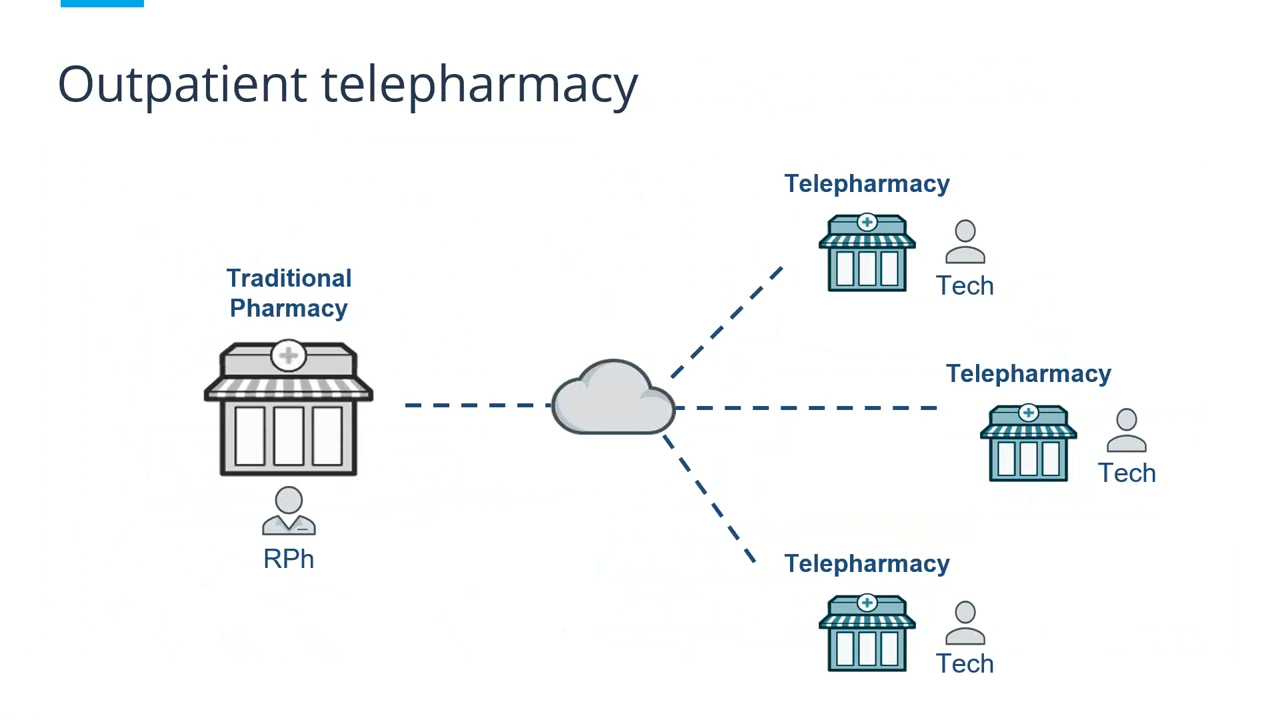 Outpatient telepharmacy
Traditional
Pharmacy
RPh
Telepharmacy
Tech
Telepharmacy
Tech
Telepharmacy
Tech